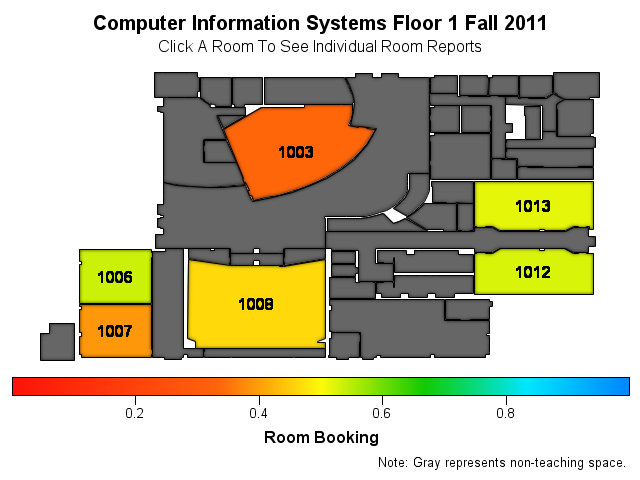 Computer Information Systems Floor 1 Fall 2011
Click A Room To See Individual Room Reports
1003
1013
1006
1012
1008
1007
0.2 0.4 0.6 0.8
Room Booking
Note: Gray represents non-teaching space.